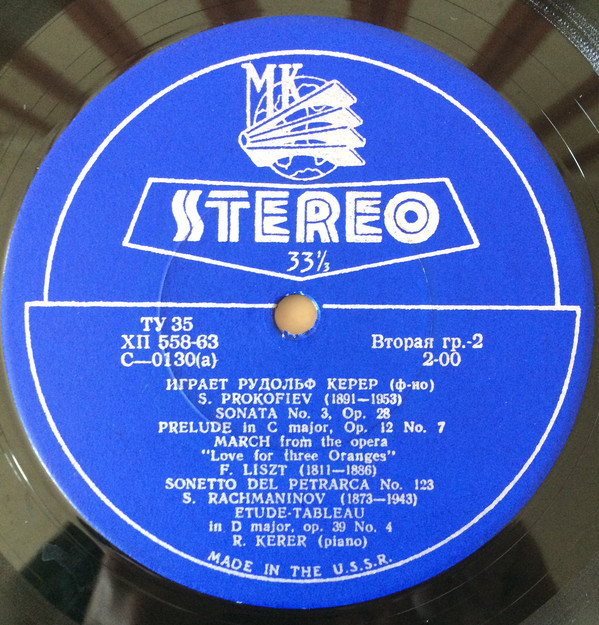 МК
STEREO
33⅓
ТУ 35
ХП 558-63
С—0130(а)
Вторая гр.-2
2-00
ИГРАЕТ РУДОЛЬФ КЕРЕР (ф-но)
S. PROKOFIEV (1891—1953)
SONATA No. 3, Op. 28
PRELUDE in C major, Op. 12 No. 7
MARCH from the opera
"Love for three Oranges"
F. LISZT (1811—1886)
SONETTO DEL PETRARCA No. 123
S. RACHMANINOV (1873—1943)
ETUDE-TABLEAU
in D major, op. 39 No. 4
R. KERER (piano)
MADE IN THE U.S.S.R.